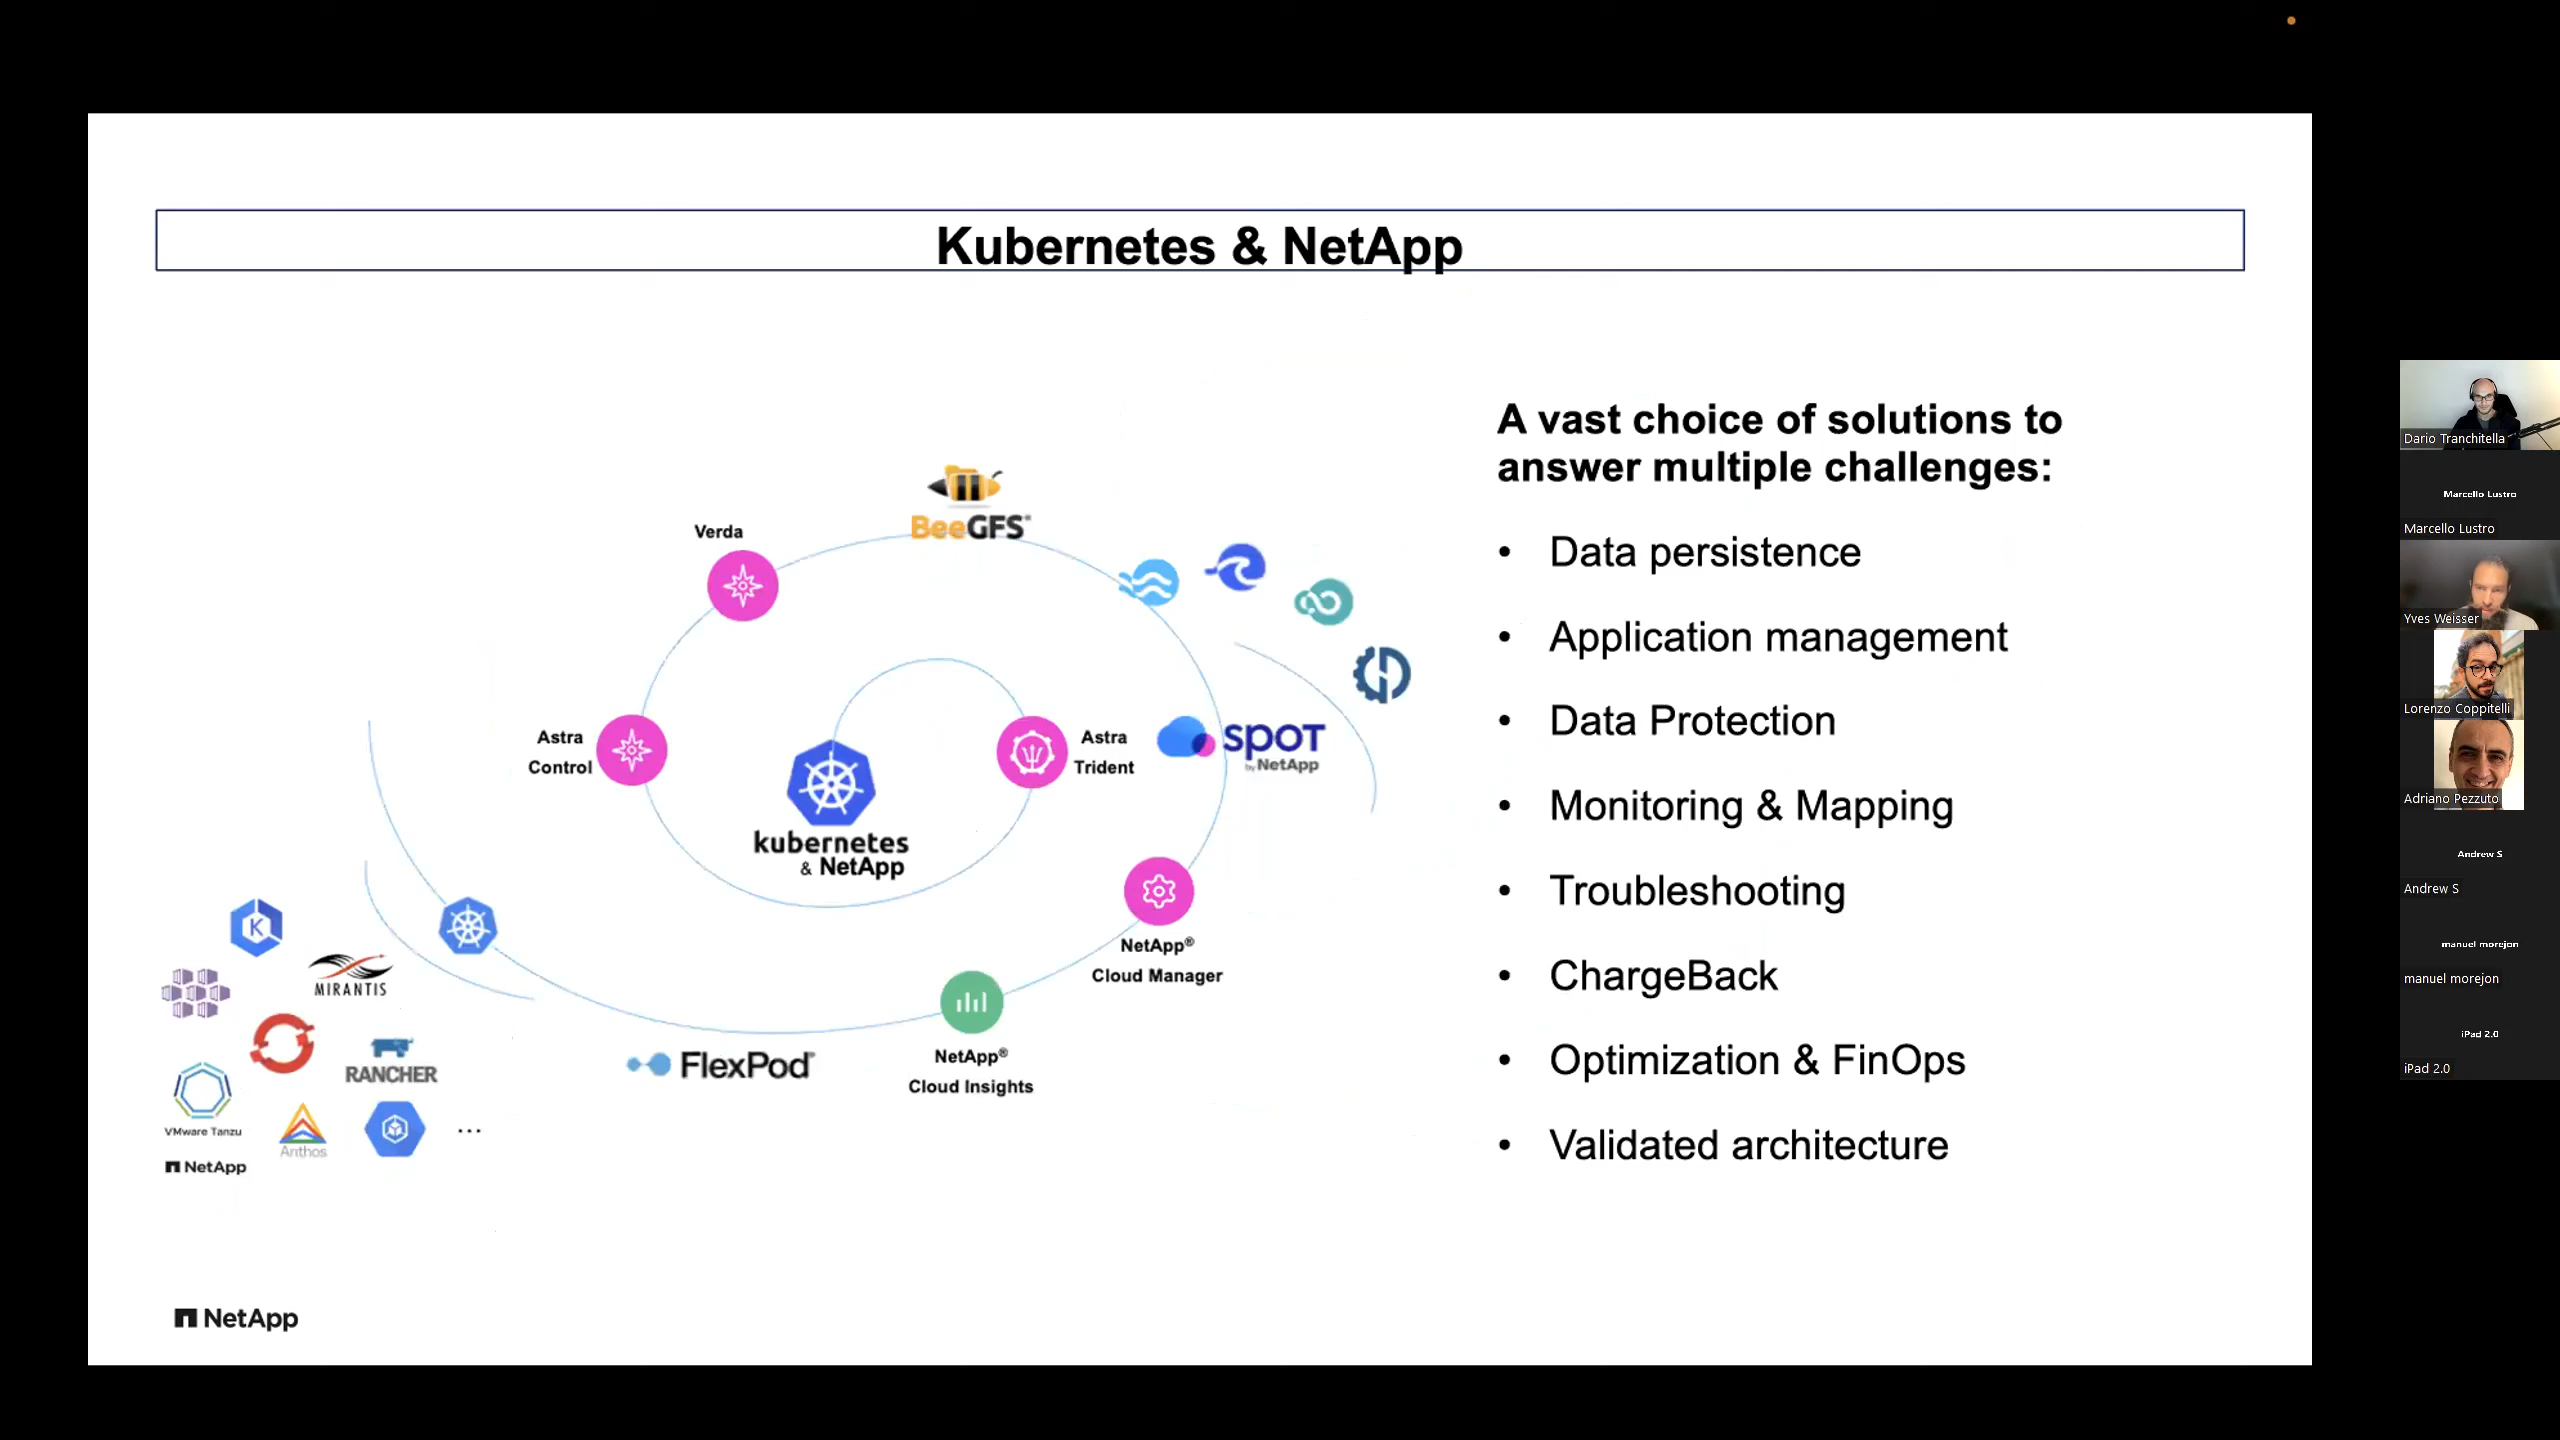 Kubernetes & NetApp
A vast choice of solutions to
answer multiple challenges:
• Data persistence
• Application management
• Data Protection
• Monitoring & Mapping
• Troubleshooting
• ChargeBack
• Optimization & FinOps
• Validated architecture
BeeGFS®
Verda
Astra
Control
Astra
Trident
spot
by NetApp
kubernetes
& NetApp
NetApp®
Cloud Manager
NetApp®
Cloud Insights
FlexPod®
K
MIRANTIS
RANCHER
VMware Tanzu
Anthos
...
NetApp
NetApp
Dario Tranchitella
Marcello Lustro
Marcello Lustro
Yves Weisser
Lorenzo Coppitelli
Adriano Pezzuto
Andrew S
Andrew S
manuel morejon
manuel morejon
iPad 2.0
iPad 2.0